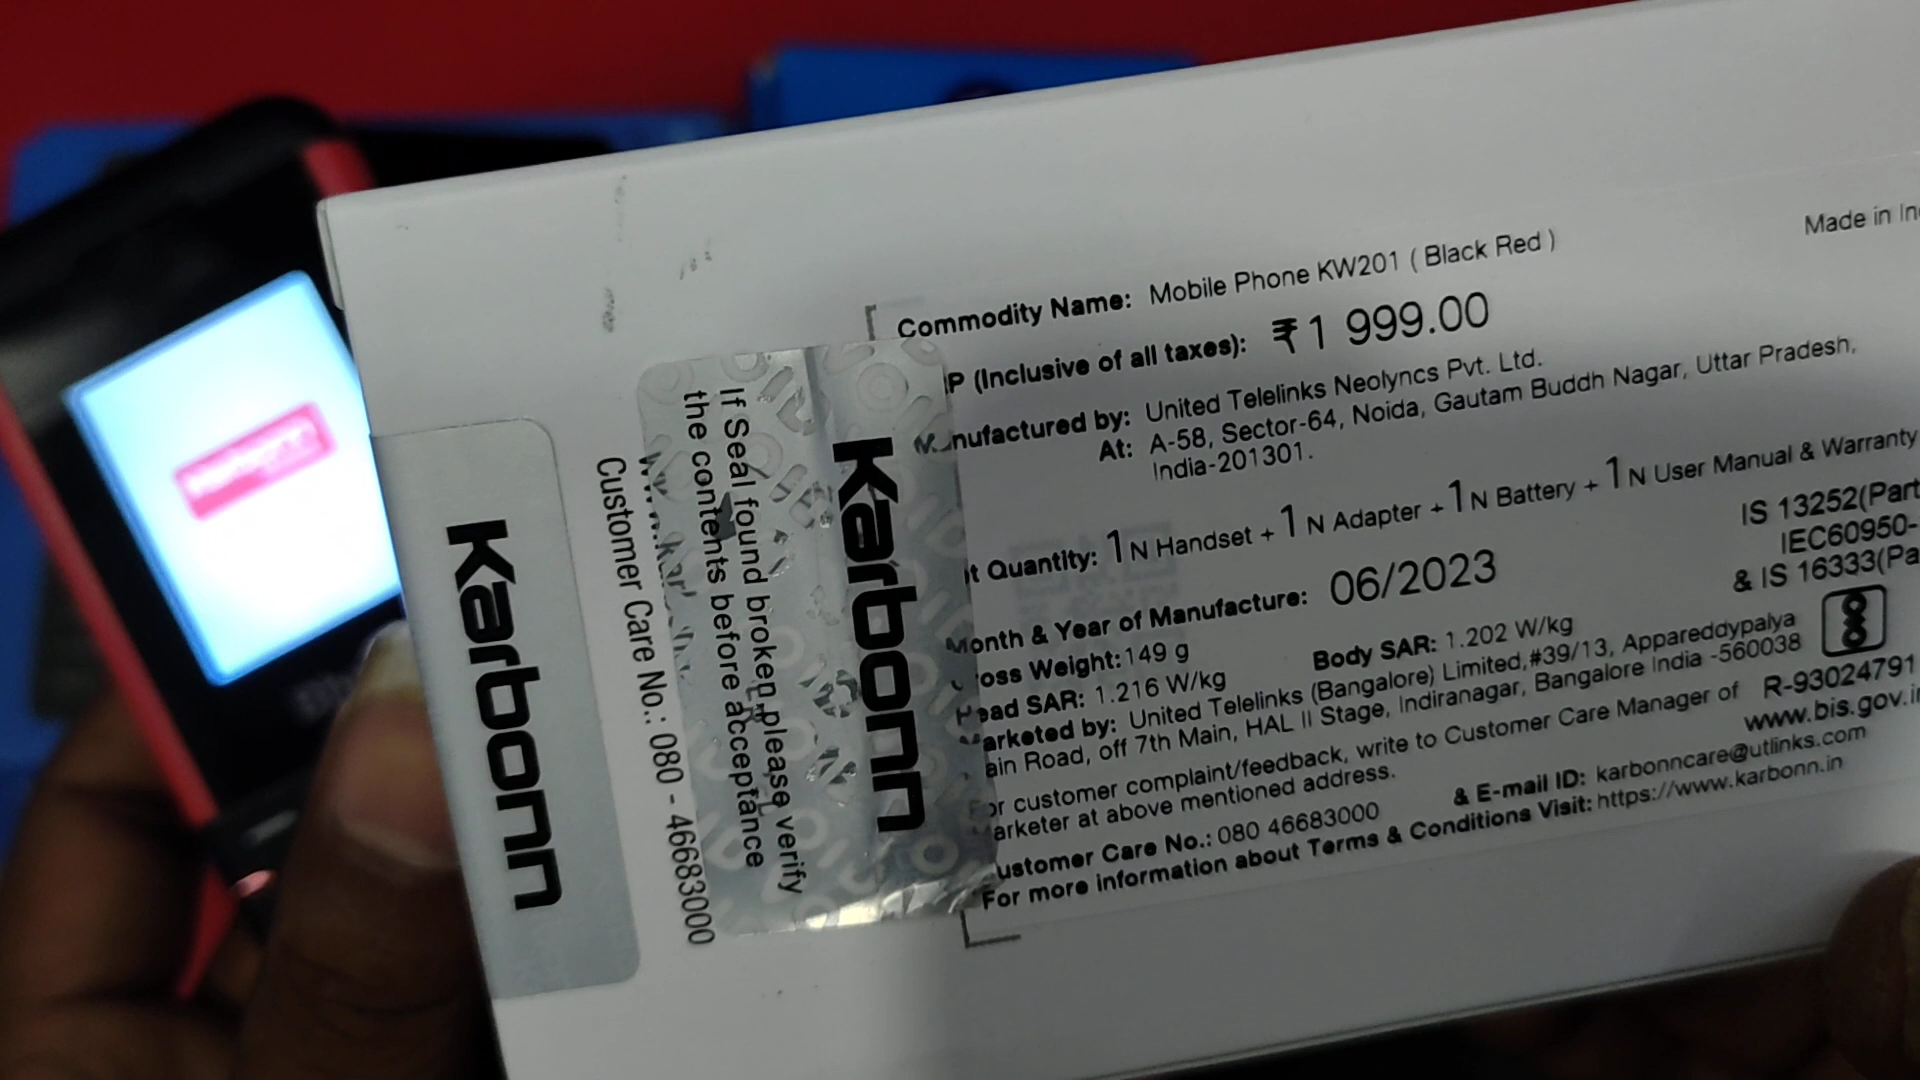 Made in
Commodity Name: Mobile Phone KW201 ( Black Red )
P (Inclusive of all taxes): ₹1 999.00
Manufactured by: United Telelinks Neolyncs Pvt. Ltd.
At: A-58, Sector-64, Noida, Gautam Buddh Nagar, Uttar Pradesh,
India-201301.
t Quantity: 1 N Handset + 1 N Adapter + 1 N Battery + 1 N User Manual & Warranty
IS 13252(Part
IEC60950-
& IS 16333(Pa
Month & Year of Manufacture: 06/2023
oss Weight: 149 g
Head SAR: 1.216 W/kg Body SAR: 1.202 W/kg
arketed by: United Telelinks (Bangalore) Limited,#39/13, Appareddypalya
ain Road, off 7th Main, HAL II Stage, Indiranagar, Bangalore India -560038
R-93024791
www.bis.gov.in
For customer complaint/feedback, write to Customer Care Manager of
arketer at above mentioned address.
ustomer Care No.: 080 46683000 & E-mail ID: karbonncare@utlinks.com
For more information about Terms & Conditions Visit: https://www.karbonn.in
Karbonn
If Seal found broken please verify
the contents before acceptance
Customer Care No.: 080 - 46683000
Karbonn